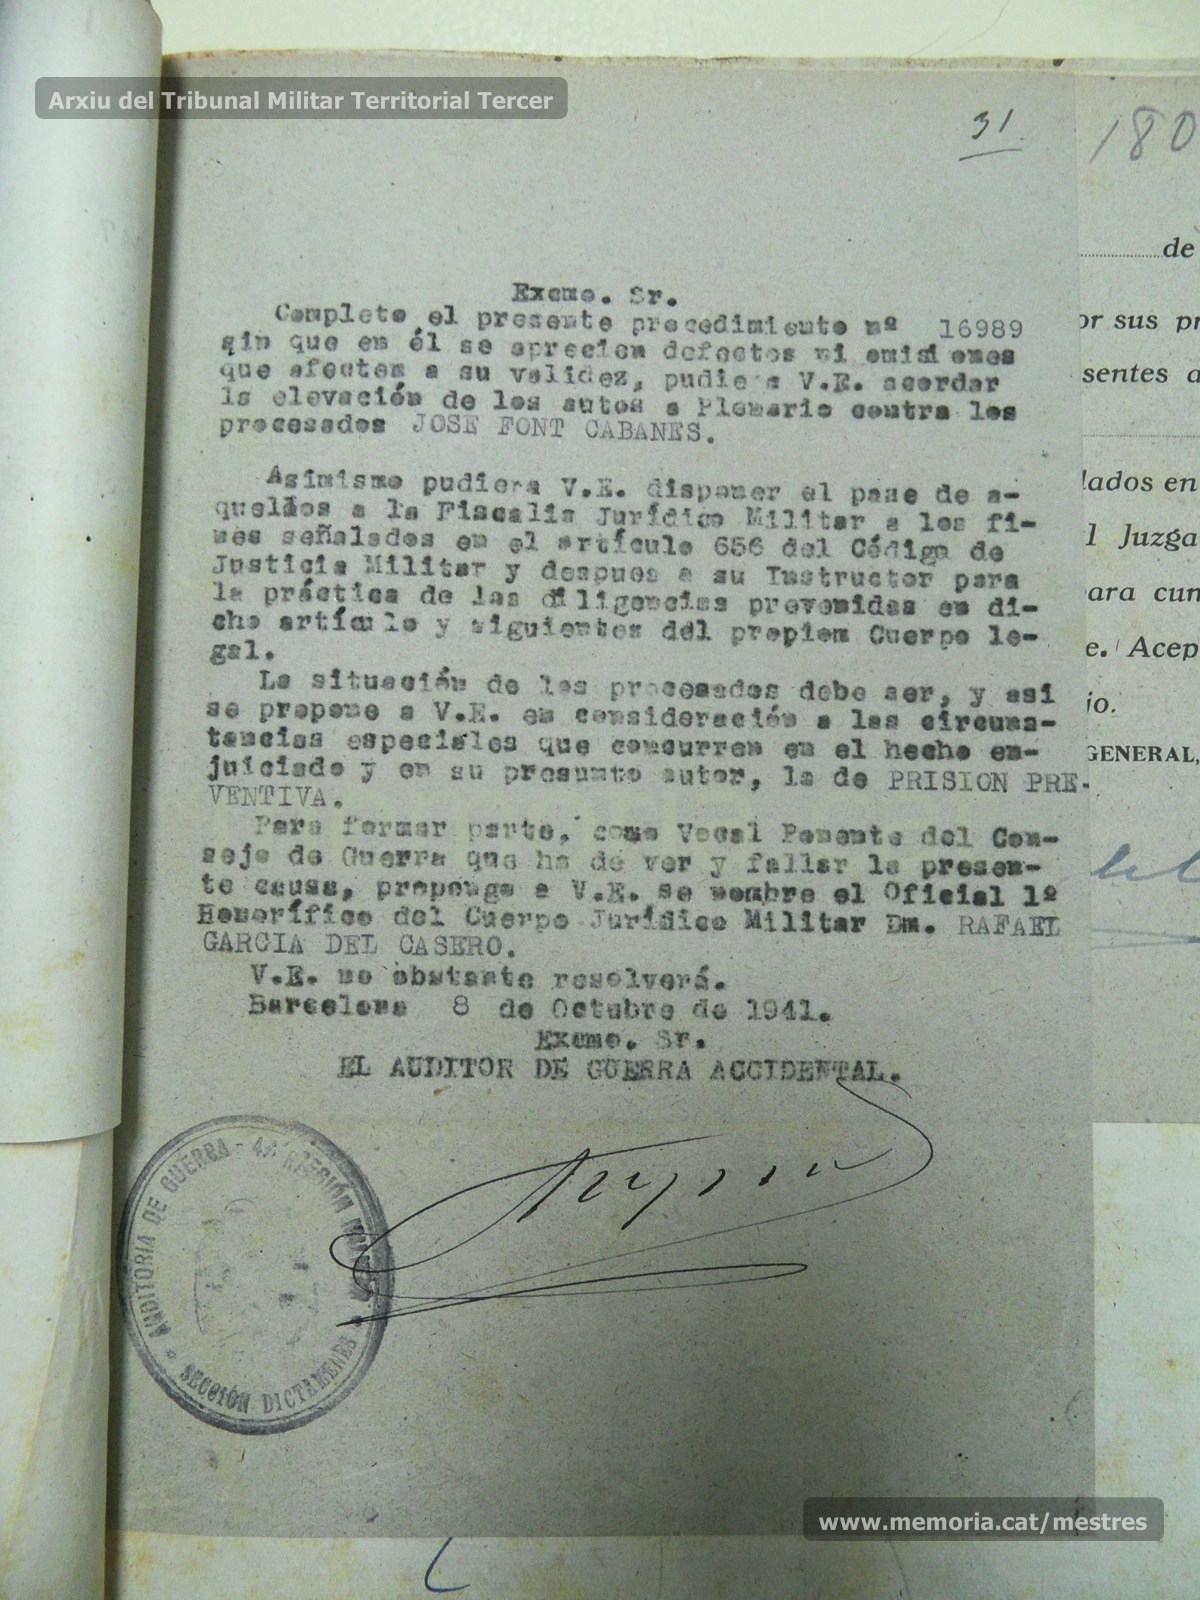 Arxiu del Tribunal Militar Territorial Tercer
31
180
Excmo. Sr.
Completo el presente procedimiento nº 16989
sin que en él se aprecien defectos ni omisiones
que afecten a su validez, pudiera V.E. acordar
la elevación de los autos a Plenario contra los
procesados JOSE FONT CABANES.
Asimismo pudiera V.E. disponer el pase de a-
quellos a la Fiscalia Jurídico Militar a los fi-
nes señalados en el artículo 656 del Código de
Justicia Militar y despues a su Instructor para
la práctica de las diligencias prevenidas en di-
cho artículo y siguientes del propien Cuerpo le-
gal.
La situación de los procesados debe ser, y asi
se propone a V.E. en consideración a las circuns-
tancias especiales que concurren en el hecho en-
juiciado y en su presunto autor, la de PRISION PRE-
VENTIVA.
Para formar parte, como Vocal Ponente del Con-
sejo de Guerra que ha de ver y fallar la presen-
te causa, propongo a V.E. se nombre el Oficial 1º
Honorífico del Cuerpo Jurídico Militar Dn. RAFAEL
GARCIA DEL CASERO.
V.E. no obstante resolverá.
Barcelona 8 de Octubre de 1941.
Excmo. Sr.
EL AUDITOR DE GUERRA ACCIDENTAL.
AUDITORIA DE GUERRA - 4ª REGIÓN MILITAR
SECCIÓN DICTAMENES
de
or sus pr
sentes a
lados en
l Juzga
ara cun
e. Acep
jo.
GENERAL,
www.memoria.cat/mestres